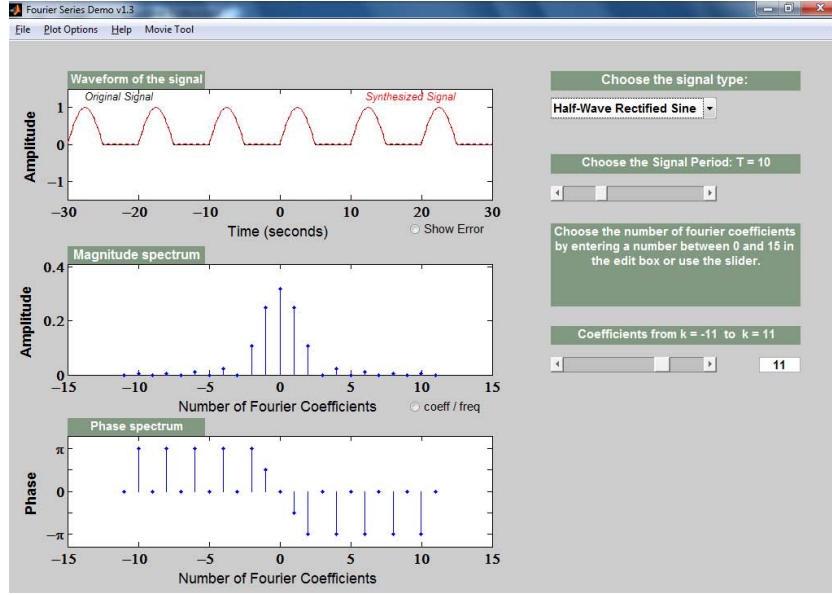 Fourier Series Demo v1.3
File Plot Options Help Movie Tool
Waveform of the signal
Original Signal Synthesized Signal
Amplitude
1
0
−1
−30 −20 −10 0 10 20 30
Time (seconds)
Show Error
Magnitude spectrum
Amplitude
0.4
0.2
0
−15 −10 −5 0 5 10 15
Number of Fourier Coefficients
coeff / freq
Phase spectrum
Phase
π
0
−π
−15 −10 −5 0 5 10 15
Number of Fourier Coefficients
Choose the signal type:
Half-Wave Rectified Sine
Choose the Signal Period: T = 10
Choose the number of fourier coefficients
by entering a number between 0 and 15 in
the edit box or use the slider.
Coefficients from k = -11 to k = 11
11